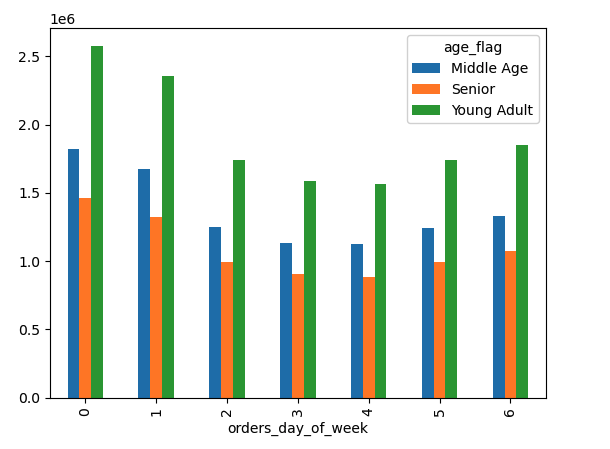 1e6
age_flag
Middle Age
Senior
Young Adult
2.5
2.0
1.5
1.0
0.5
0.0
0 1 2 3 4 5 6
orders_day_of_week